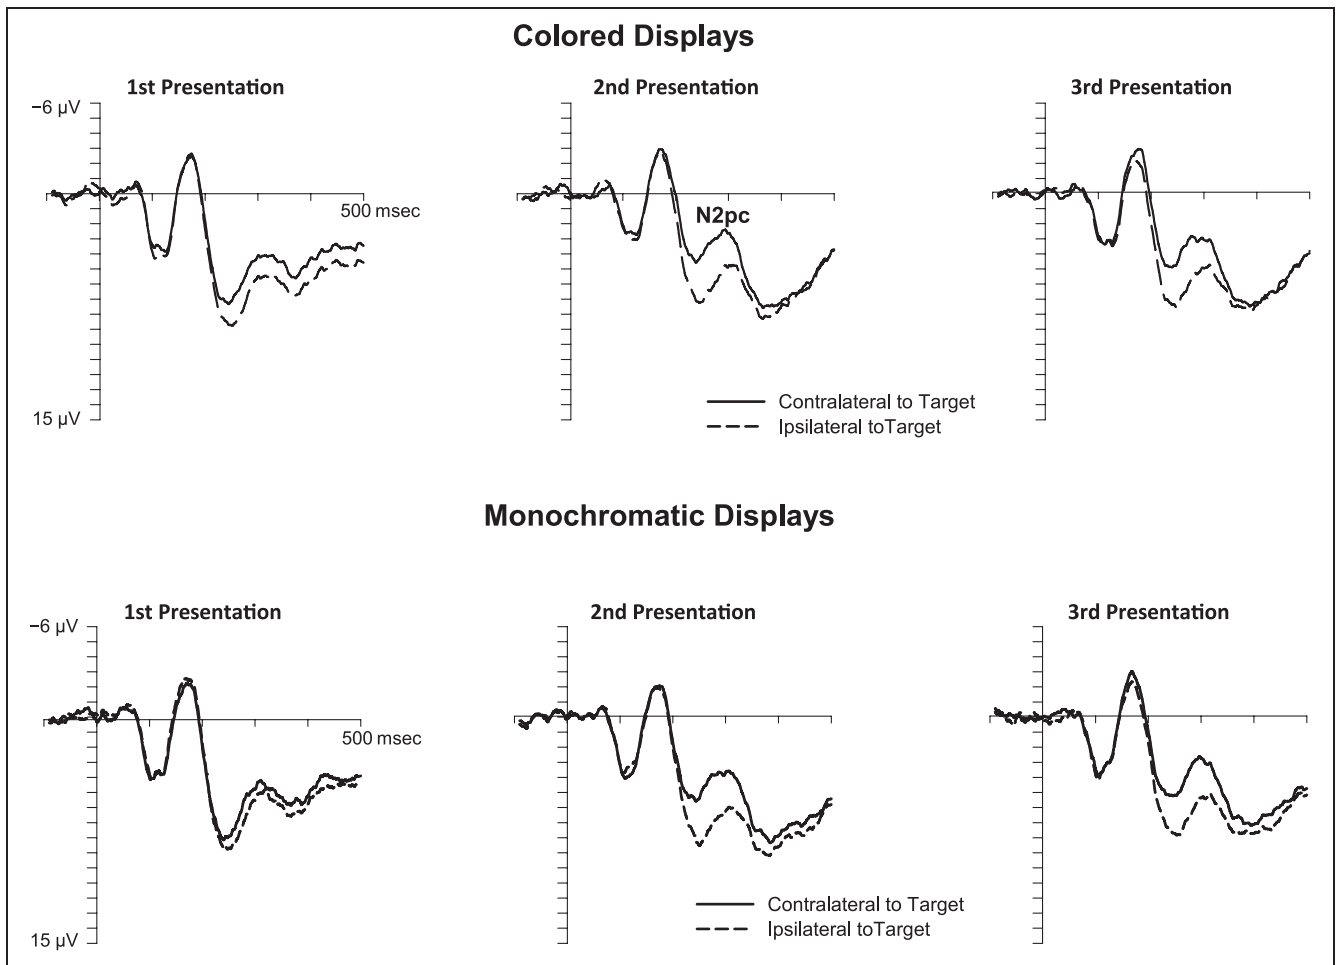 Colored Displays
1st Presentation
2nd Presentation
3rd Presentation
−6 µV
500 msec
N2pc
15 µV
Contralateral to Target
Ipsilateral toTarget
Monochromatic Displays
1st Presentation
2nd Presentation
3rd Presentation
−6 µV
500 msec
15 µV
Contralateral to Target
Ipsilateral toTarget